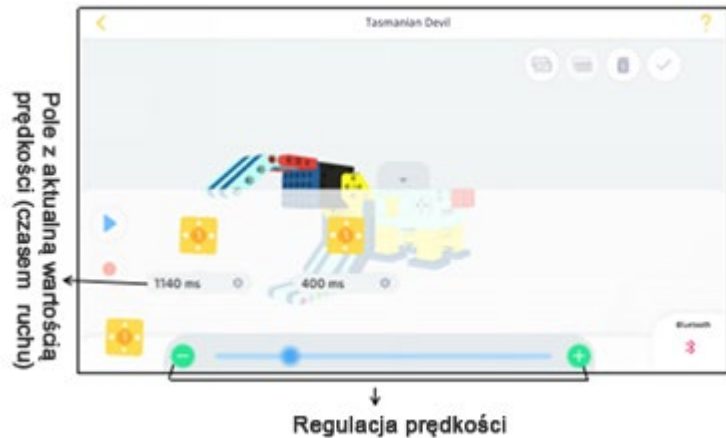 Tasmanian Devil
?
Pole z aktualną wartością
prędkości (czasem ruchu)
1140 ms
400 ms
Bluetooth
Regulacja prędkości